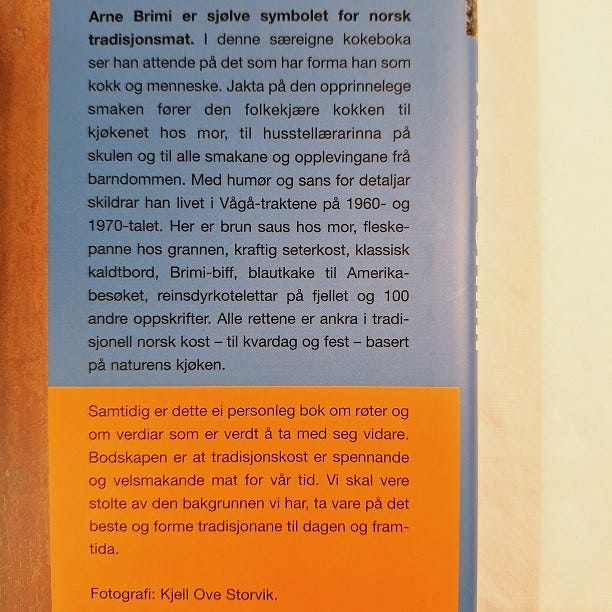 Arne Brimi er sjølve symbolet for norsk
tradisjonsmat. I denne særeigne kokeboka
ser han attende på det som har forma han som
kokk og menneske. Jakta på den opprinnelege
smaken fører den folkekjære kokken til
kjøkenet hos mor, til husstellærarinna på
skulen og til alle smakane og opplevingane frå
barndommen. Med humør og sans for detaljar
skildrar han livet i Vågå-traktene på 1960- og
1970-talet. Her er brun saus hos mor, fleske-
panne hos grannen, kraftig seterkost, klassisk
kaldtbord, Brimi-biff, blautkake til Amerika-
besøket, reinsdyrkotelettar på fjellet og 100
andre oppskrifter. Alle rettene er ankra i tradi-
sjonell norsk kost – til kvardag og fest – basert
på naturens kjøken.
Samtidig er dette ei personleg bok om røter og
om verdiar som er verdt å ta med seg vidare.
Bodskapen er at tradisjonskost er spennande
og velsmakande mat for vår tid. Vi skal vere
stolte av den bakgrunnen vi har, ta vare på det
beste og forme tradisjonane til dagen og fram-
tida.
Fotografi: Kjell Ove Storvik.